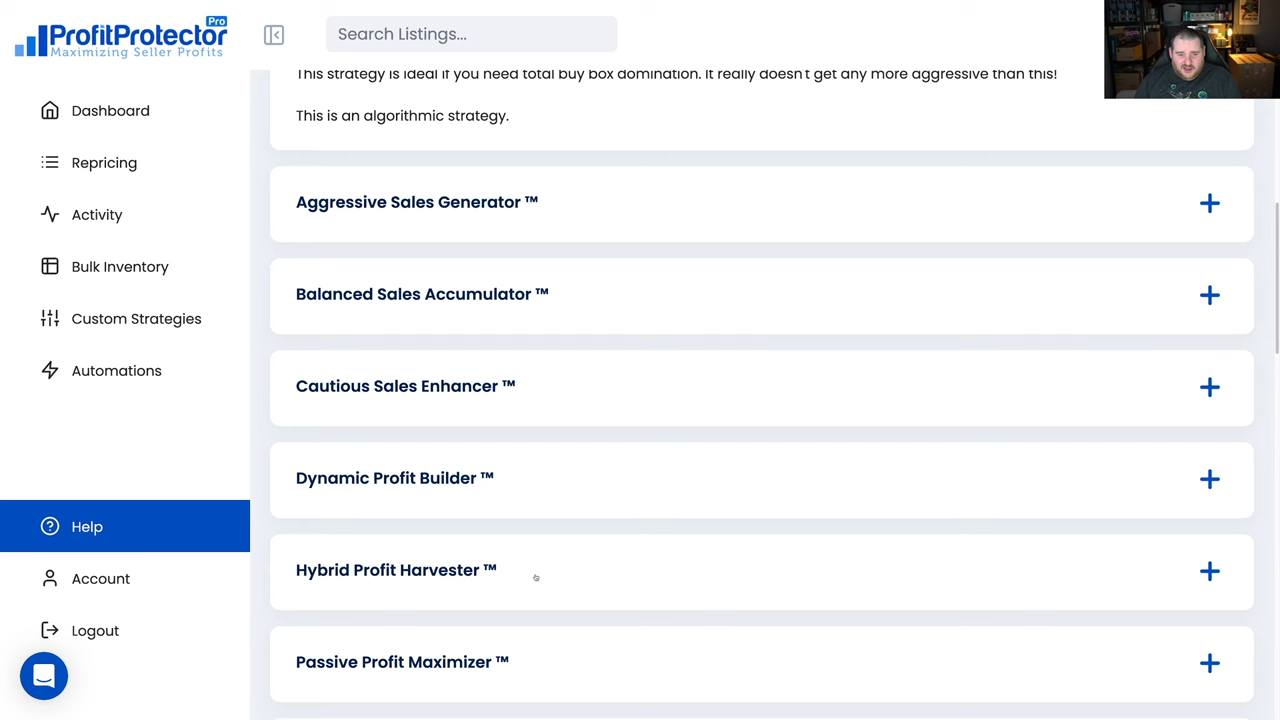 ProfitProtector Pro
Maximizing Seller Profits
Search Listings...
This strategy is ideal if you need total buy box domination. It really doesn't get any more aggressive than this!
This is an algorithmic strategy.
Dashboard
Repricing
Activity
Bulk Inventory
Custom Strategies
Automations
Help
Account
Logout
Aggressive Sales Generator ™
Balanced Sales Accumulator ™
Cautious Sales Enhancer ™
Dynamic Profit Builder ™
Hybrid Profit Harvester ™
Passive Profit Maximizer ™